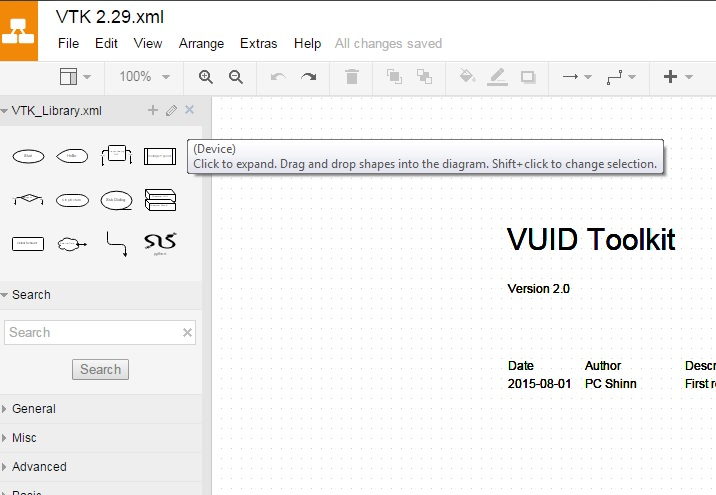 VTK 2.29.xml
File Edit View Arrange Extras Help All changes saved
100%
VTK_Library.xml
(Device)
Click to expand. Drag and drop shapes into the diagram. Shift+click to change selection.
VUID Toolkit
Version 2.0
Search
Search
Search
Date Author Descr
2015-08-01 PC Shinn First r
General
Misc
Advanced
Basic